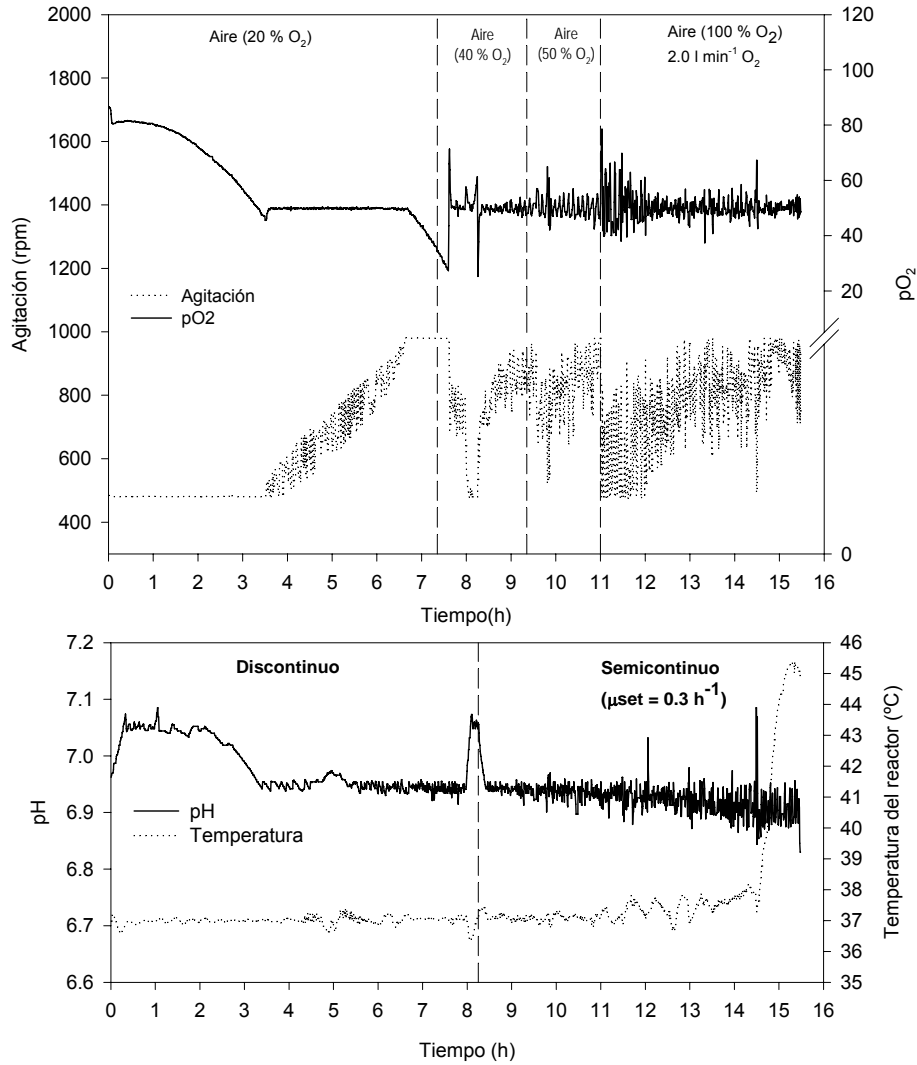 Aire (20 % O2)
Aire
(40 % O2)
Aire
(50 % O2)
Aire (100 % O2)
2.0 l min-1 O2
2000
1800
1600
1400
1200
1000
800
600
400
Agitación (rpm)
120
100
80
60
40
20
0
pO2
Agitación
pO2
0 1 2 3 4 5 6 7 8 9 10 11 12 13 14 15 16
Tiempo(h)
7.2
7.1
7.0
6.9
6.8
6.7
6.6
pH
Discontinuo
Semicontinuo
(μset = 0.3 h-1)
pH
Temperatura
46
45
44
43
42
41
40
39
38
37
36
35
Temperatura del reactor (ºC)
0 1 2 3 4 5 6 7 8 9 10 11 12 13 14 15 16
Tiempo (h)